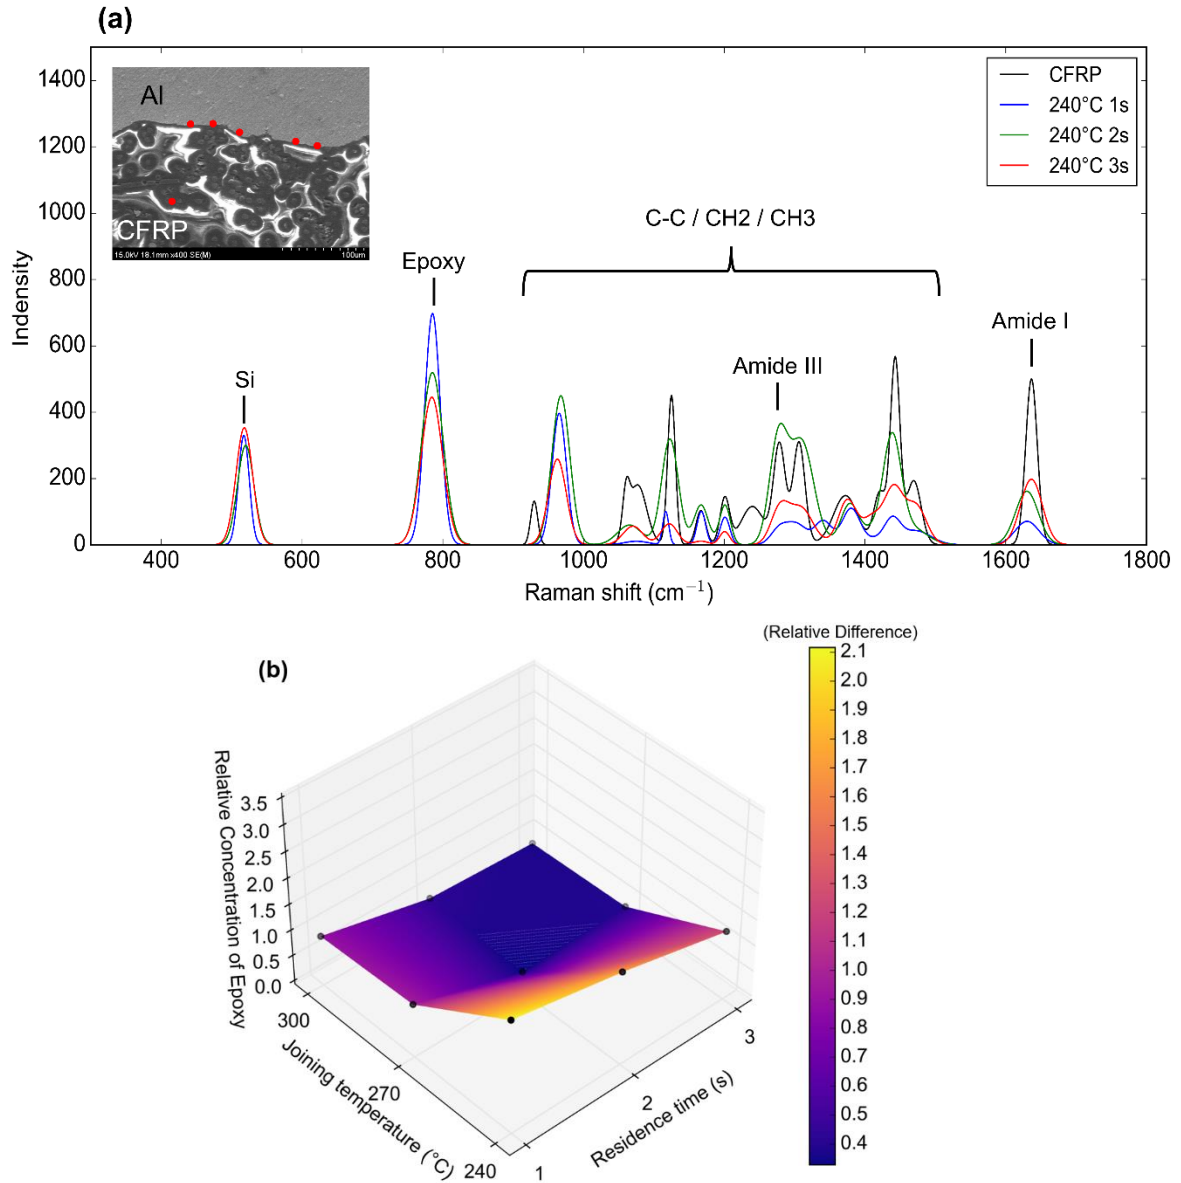 (a)
1400
1200
1000
800
600
400
200
0
Indensity
400
600
800
1000
1200
1400
1600
1800
Raman shift (cm⁻¹)
Al
CFRP
15.0kV 18.1mm x400 SE(M)
100um
CFRP
240°C 1s
240°C 2s
240°C 3s
Si
Epoxy
C-C / CH2 / CH3
Amide III
Amide I
(b)
(Relative Difference)
2.1
2.0
1.9
1.8
1.7
1.6
1.5
1.4
1.3
1.2
1.1
1.0
0.9
0.8
0.7
0.6
0.5
0.4
Relative Concentration of Epoxy
3.5
3.0
2.5
2.0
1.5
1.0
0.5
0.0
300
270
240
Joining temperature (°C)
1
2
3
Residence time (s)